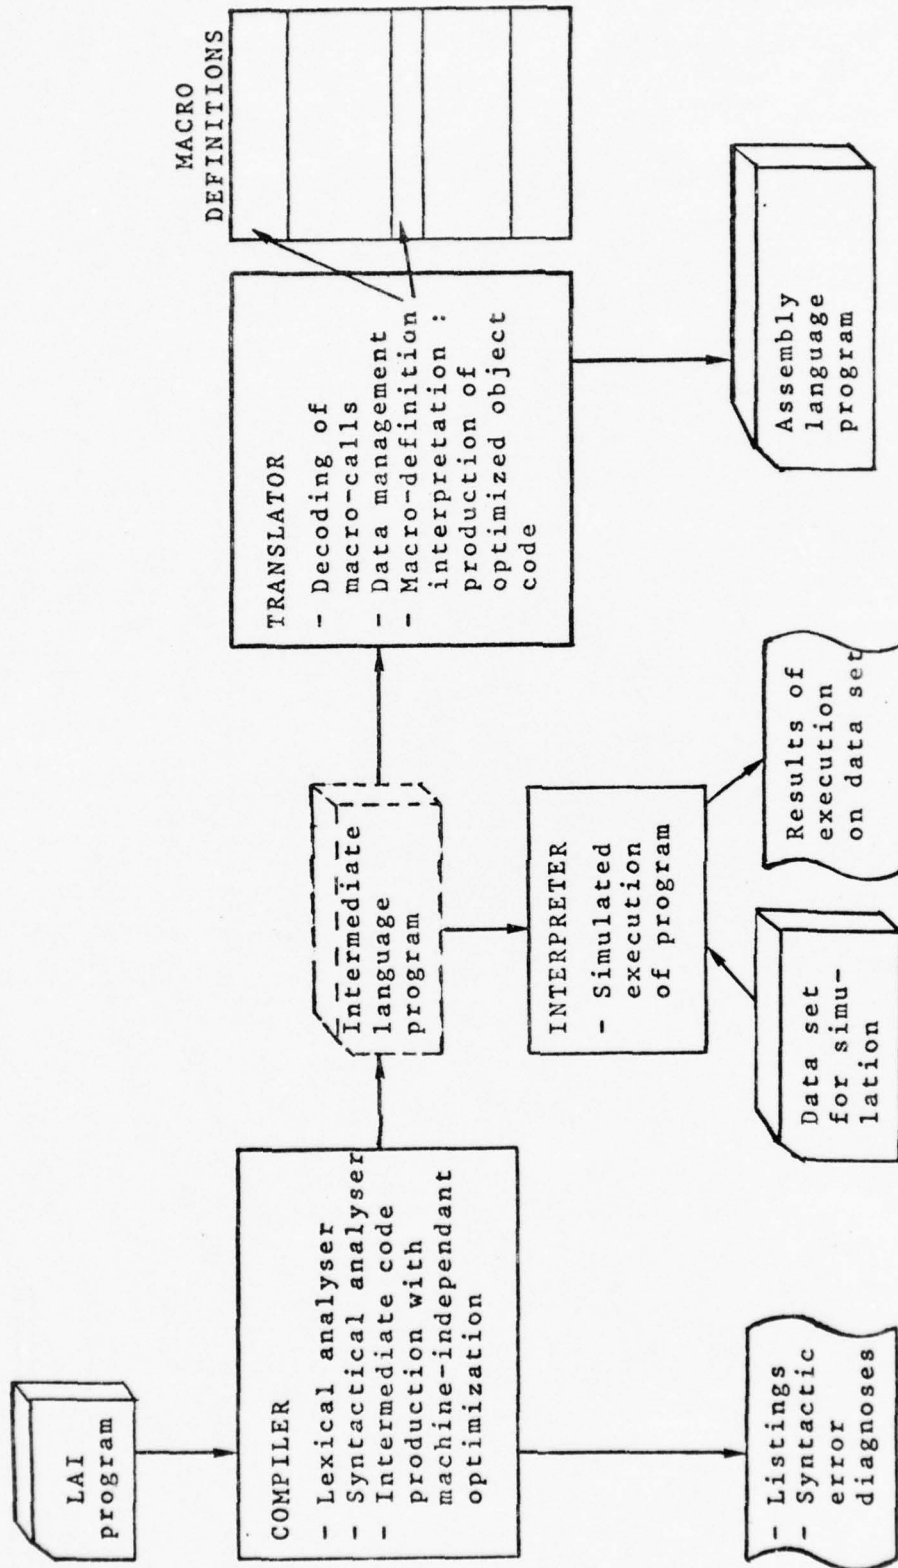 LAI
program
COMPILER
- Lexical analyser
- Syntactical analyser
- Intermediate code
production with
machine-independant
optimization
- Listings
- Syntactic
error
diagnoses
Intermediate
language
program
INTERPRETER
- Simulated
execution
of program
Data set
for simu-
lation
Results of
execution
on data set
TRANSLATOR
- Decoding of
macro-calls
- Data management
- Macro-definition
interpretation :
production of
optimized object
code
MACRO
DEFINITIONS
Assembly
language
program